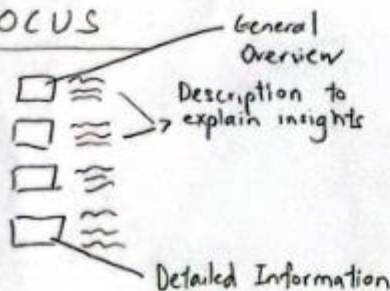 OCUS
General
Overview
Description to
explain insights
Detailed Information